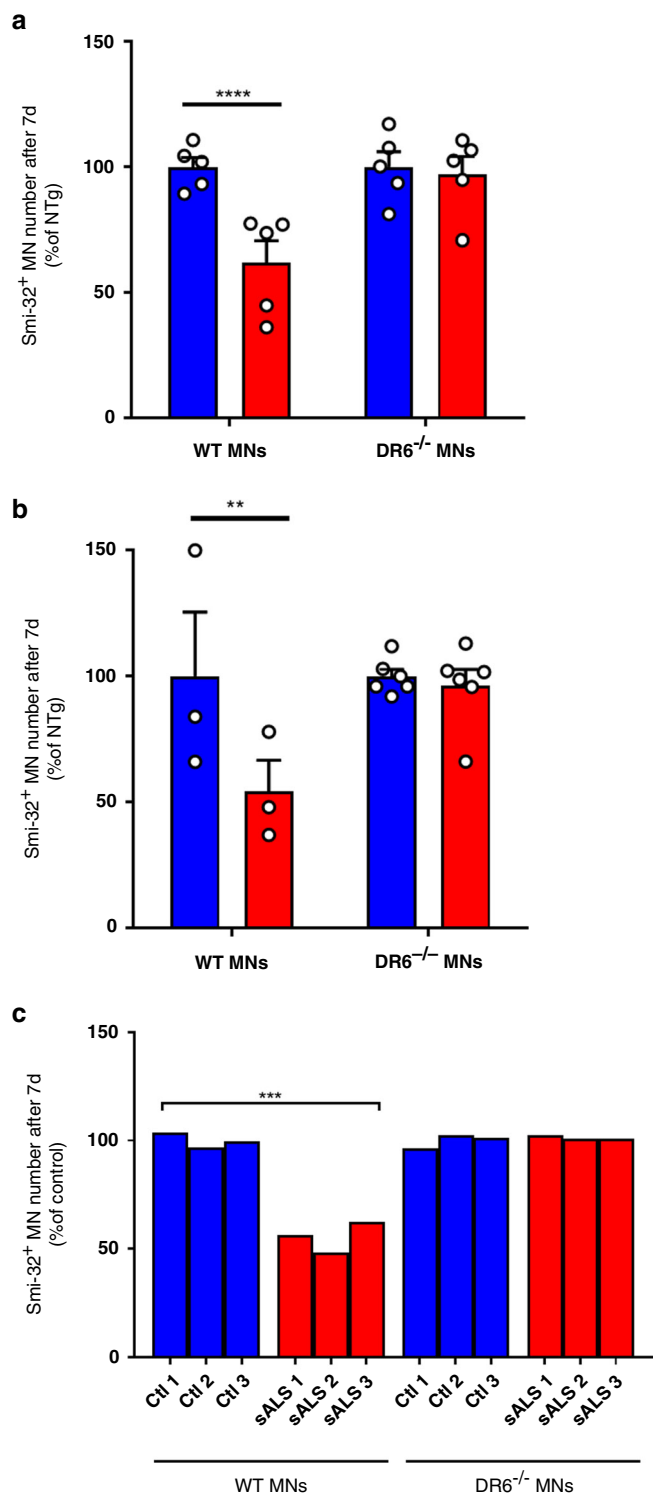 a
Smi-32⁺ MN number after 7d
(%of NTg)
150
100
50
0
****
WT MNs
DR6⁻/⁻ MNs
b
Smi-32⁺ MN number after 7d
(%of NTg)
150
100
50
0
**
WT MNs
DR6⁻/⁻ MNs
c
Smi-32⁺ MN number after 7d
(%of control)
150
100
50
0
***
Ctl 1
Ctl 2
Ctl 3
sALS 1
sALS 2
sALS 3
Ctl 1
Ctl 2
Ctl 3
sALS 1
sALS 2
sALS 3
WT MNs
DR6⁻/⁻ MNs